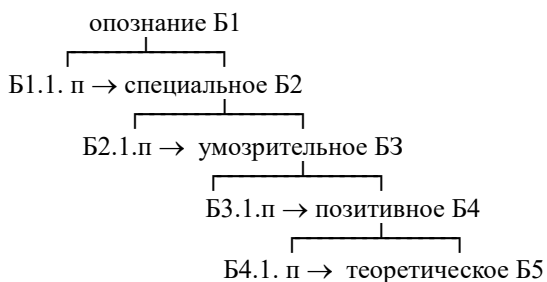 опознание Б1
Б1.1. п → специальное Б2
Б2.1.п → умозрительное Б3
Б3.1.п → позитивное Б4
Б4.1. п → теоретическое Б5